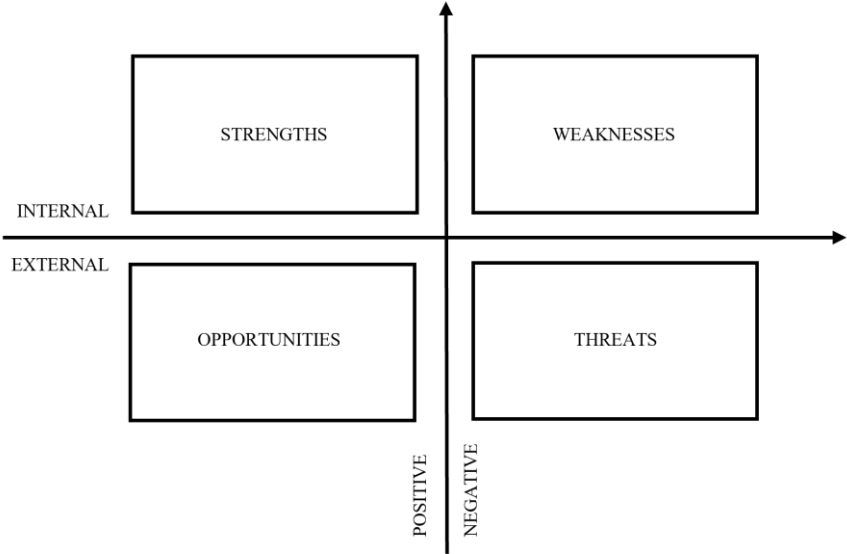 STRENGTHS
WEAKNESSES
INTERNAL
EXTERNAL
OPPORTUNITIES
THREATS
POSITIVE
NEGATIVE